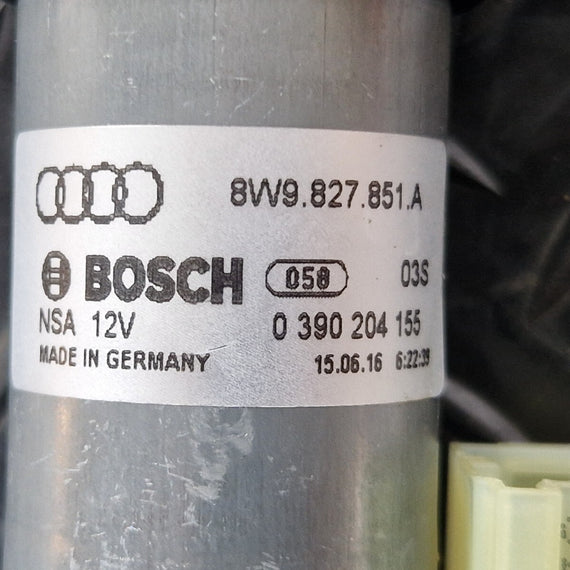 8W9.827.851.A
BOSCH 058 03S
NSA 12V 0 390 204 155
MADE IN GERMANY 15.06.16 6:22:39